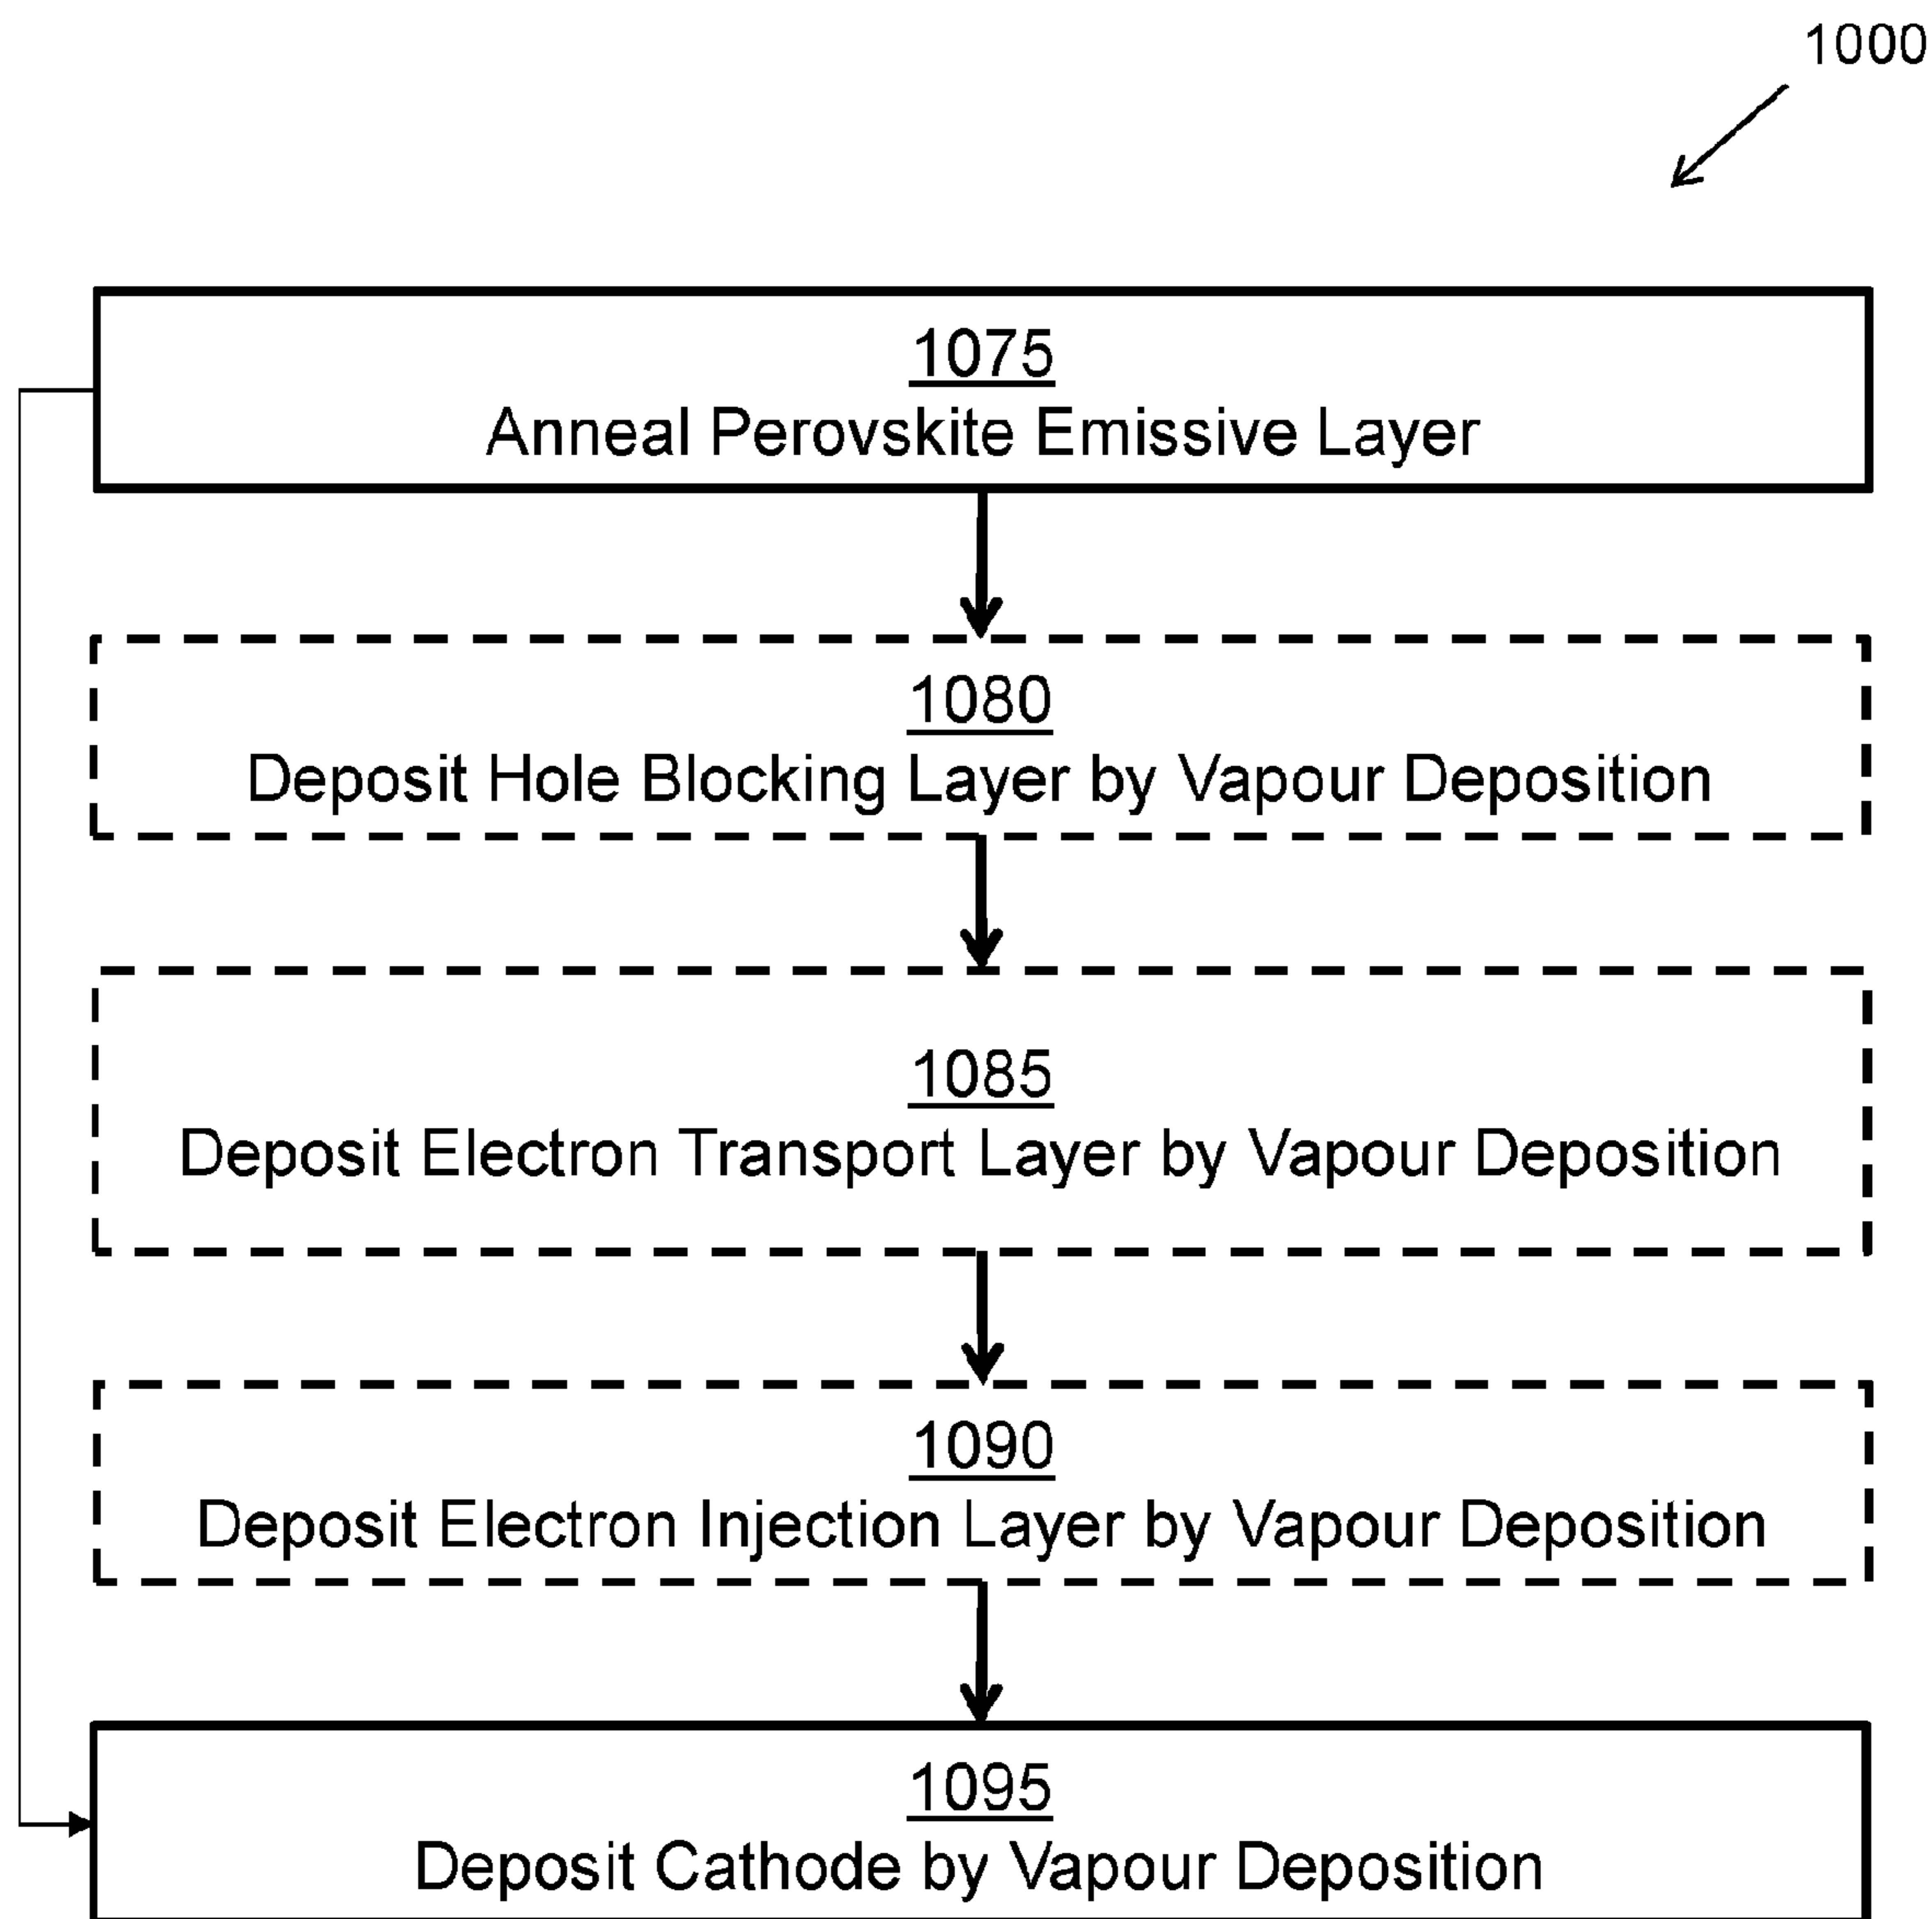 1000
1075
Anneal Perovskite Emissive Layer
1080
Deposit Hole Blocking Layer by Vapour Deposition
1085
Deposit Electron Transport Layer by Vapour Deposition
1090
Deposit Electron Injection Layer by Vapour Deposition
1095
Deposit Cathode by Vapour Deposition